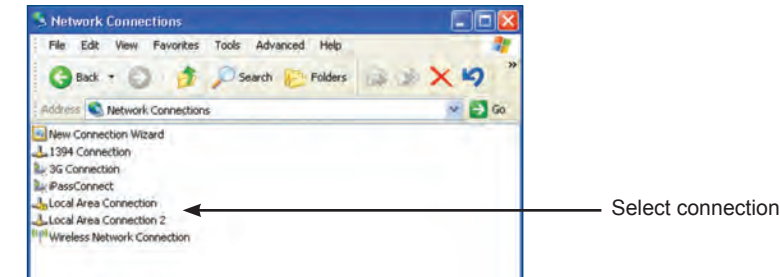 Network Connections
File Edit View Favorites Tools Advanced Help
Back Search Folders »
Address Network Connections Go
New Connection Wizard
1394 Connection
3G Connection
iPassConnect
Local Area Connection
Local Area Connection 2
Wireless Network Connection
Select connection